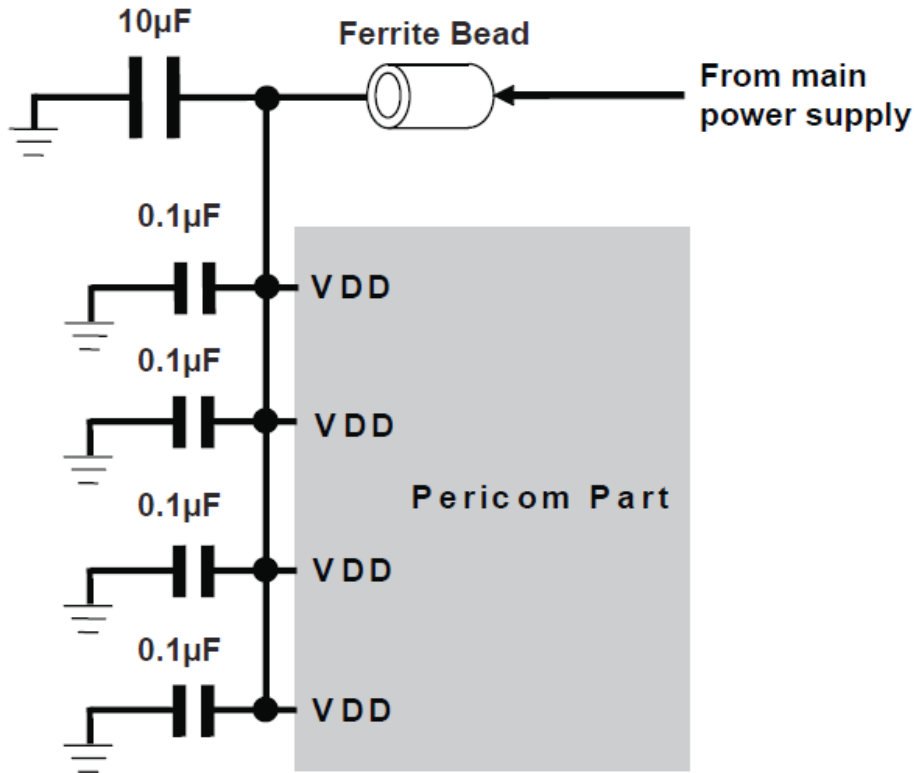 10µF
Ferrite Bead
From main
power supply
0.1µF
VDD
0.1µF
VDD
Pericom Part
0.1µF
VDD
0.1µF
VDD